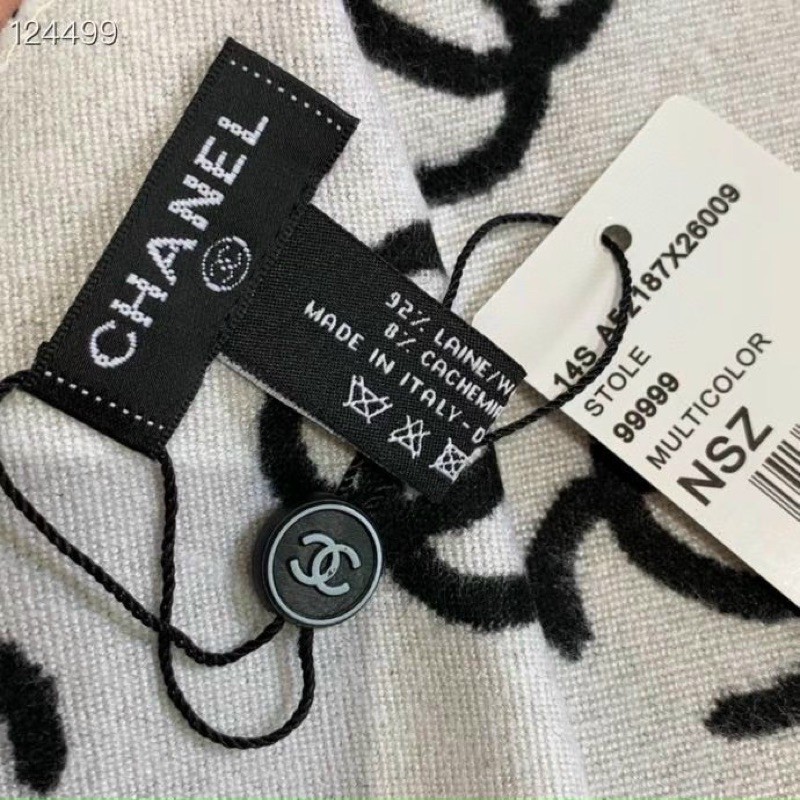 124499
CHANEL
92% LAINE/W
8% CACHEMI
MADE IN ITALY-D
14S
STOLE
99999
MULTICOLOR
NSZ